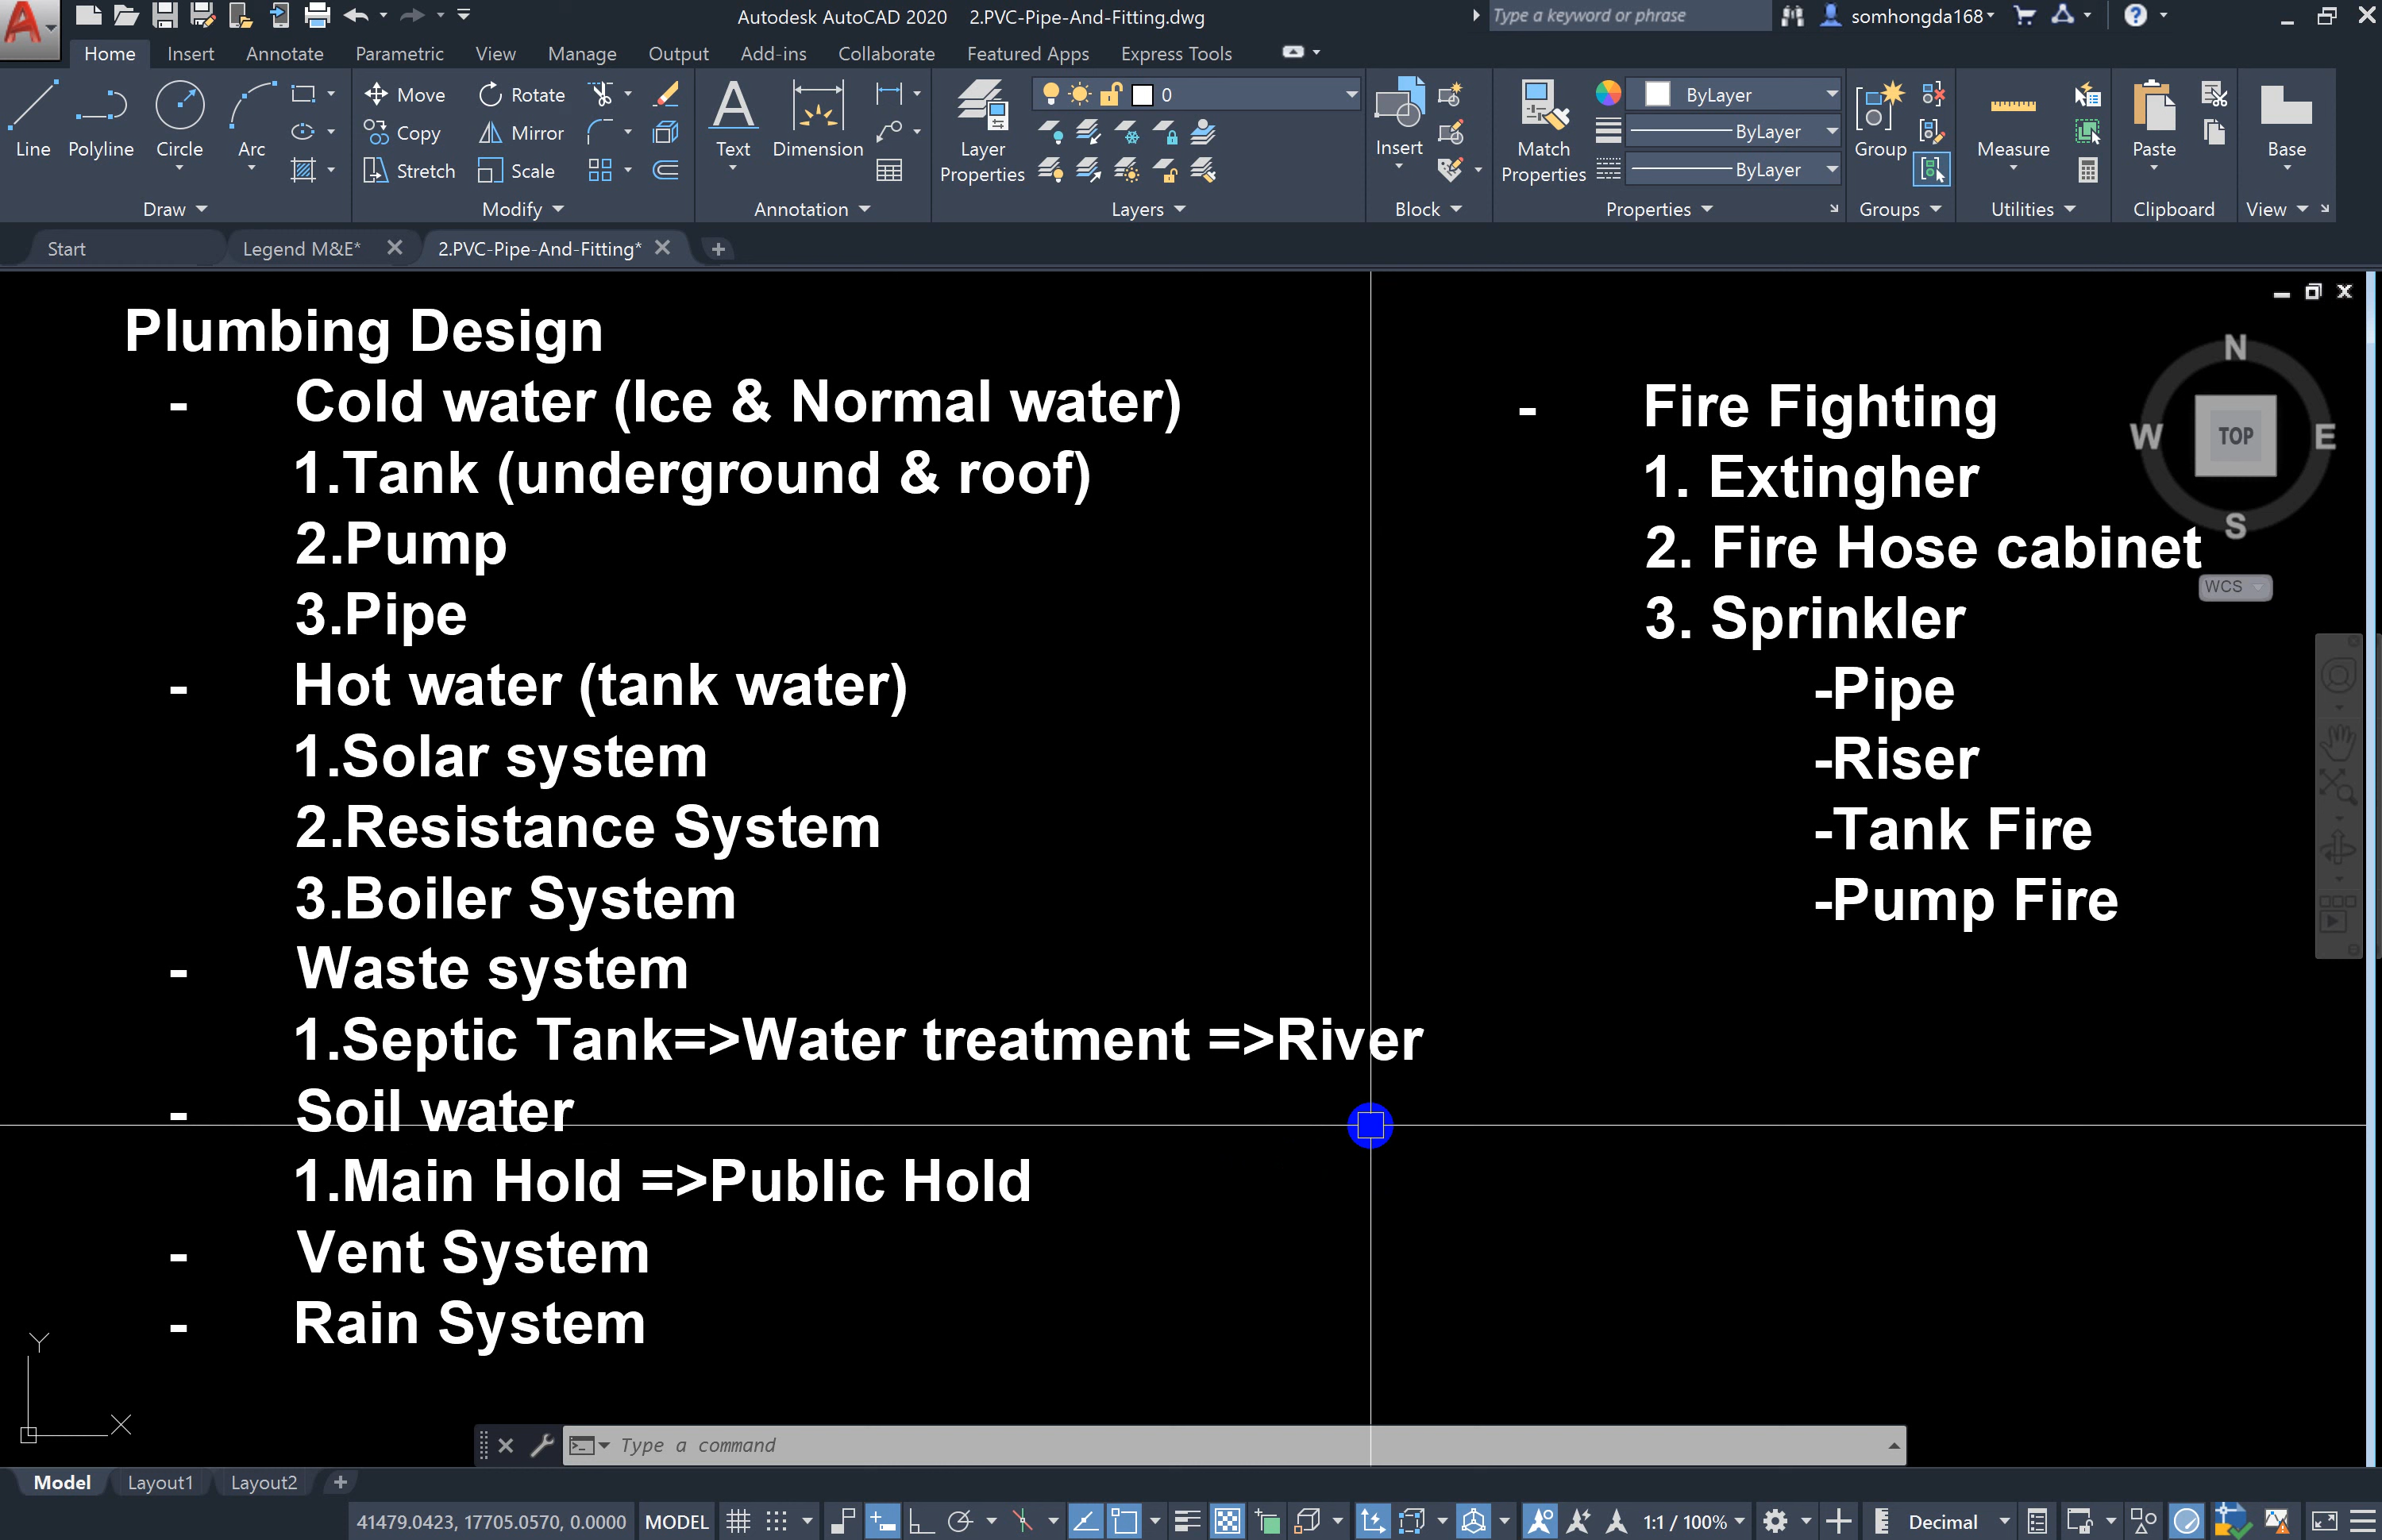 Autodesk AutoCAD 2020 2.PVC-Pipe-And-Fitting.dwg
Type a keyword or phrase
somhongda168
Home Insert Annotate Parametric View Manage Output Add-ins Collaborate Featured Apps Express Tools
Line Polyline Circle Arc
Draw
Move Rotate
Copy Mirror
Stretch Scale
Modify
Text Dimension
Annotation
Layer Properties
0
Layers
Insert
Block
Match Properties
ByLayer
ByLayer
ByLayer
Properties
Group
Groups
Measure
Utilities
Paste
Clipboard
Base
View
Start Legend M&E* 2.PVC-Pipe-And-Fitting*
Plumbing Design
- Cold water (Ice & Normal water)
1.Tank (underground & roof)
2.Pump
3.Pipe
- Hot water (tank water)
1.Solar system
2.Resistance System
3.Boiler System
- Waste system
1.Septic Tank=>Water treatment =>River
- Soil water
1.Main Hold =>Public Hold
- Vent System
- Rain System
- Fire Fighting
1. Extingher
2. Fire Hose cabinet
3. Sprinkler
-Pipe
-Riser
-Tank Fire
-Pump Fire
N
W TOP E
S
WCS
Y
X
Type a command
Model Layout1 Layout2
41479.0423, 17705.0570, 0.0000 MODEL 1:1 / 100% Decimal